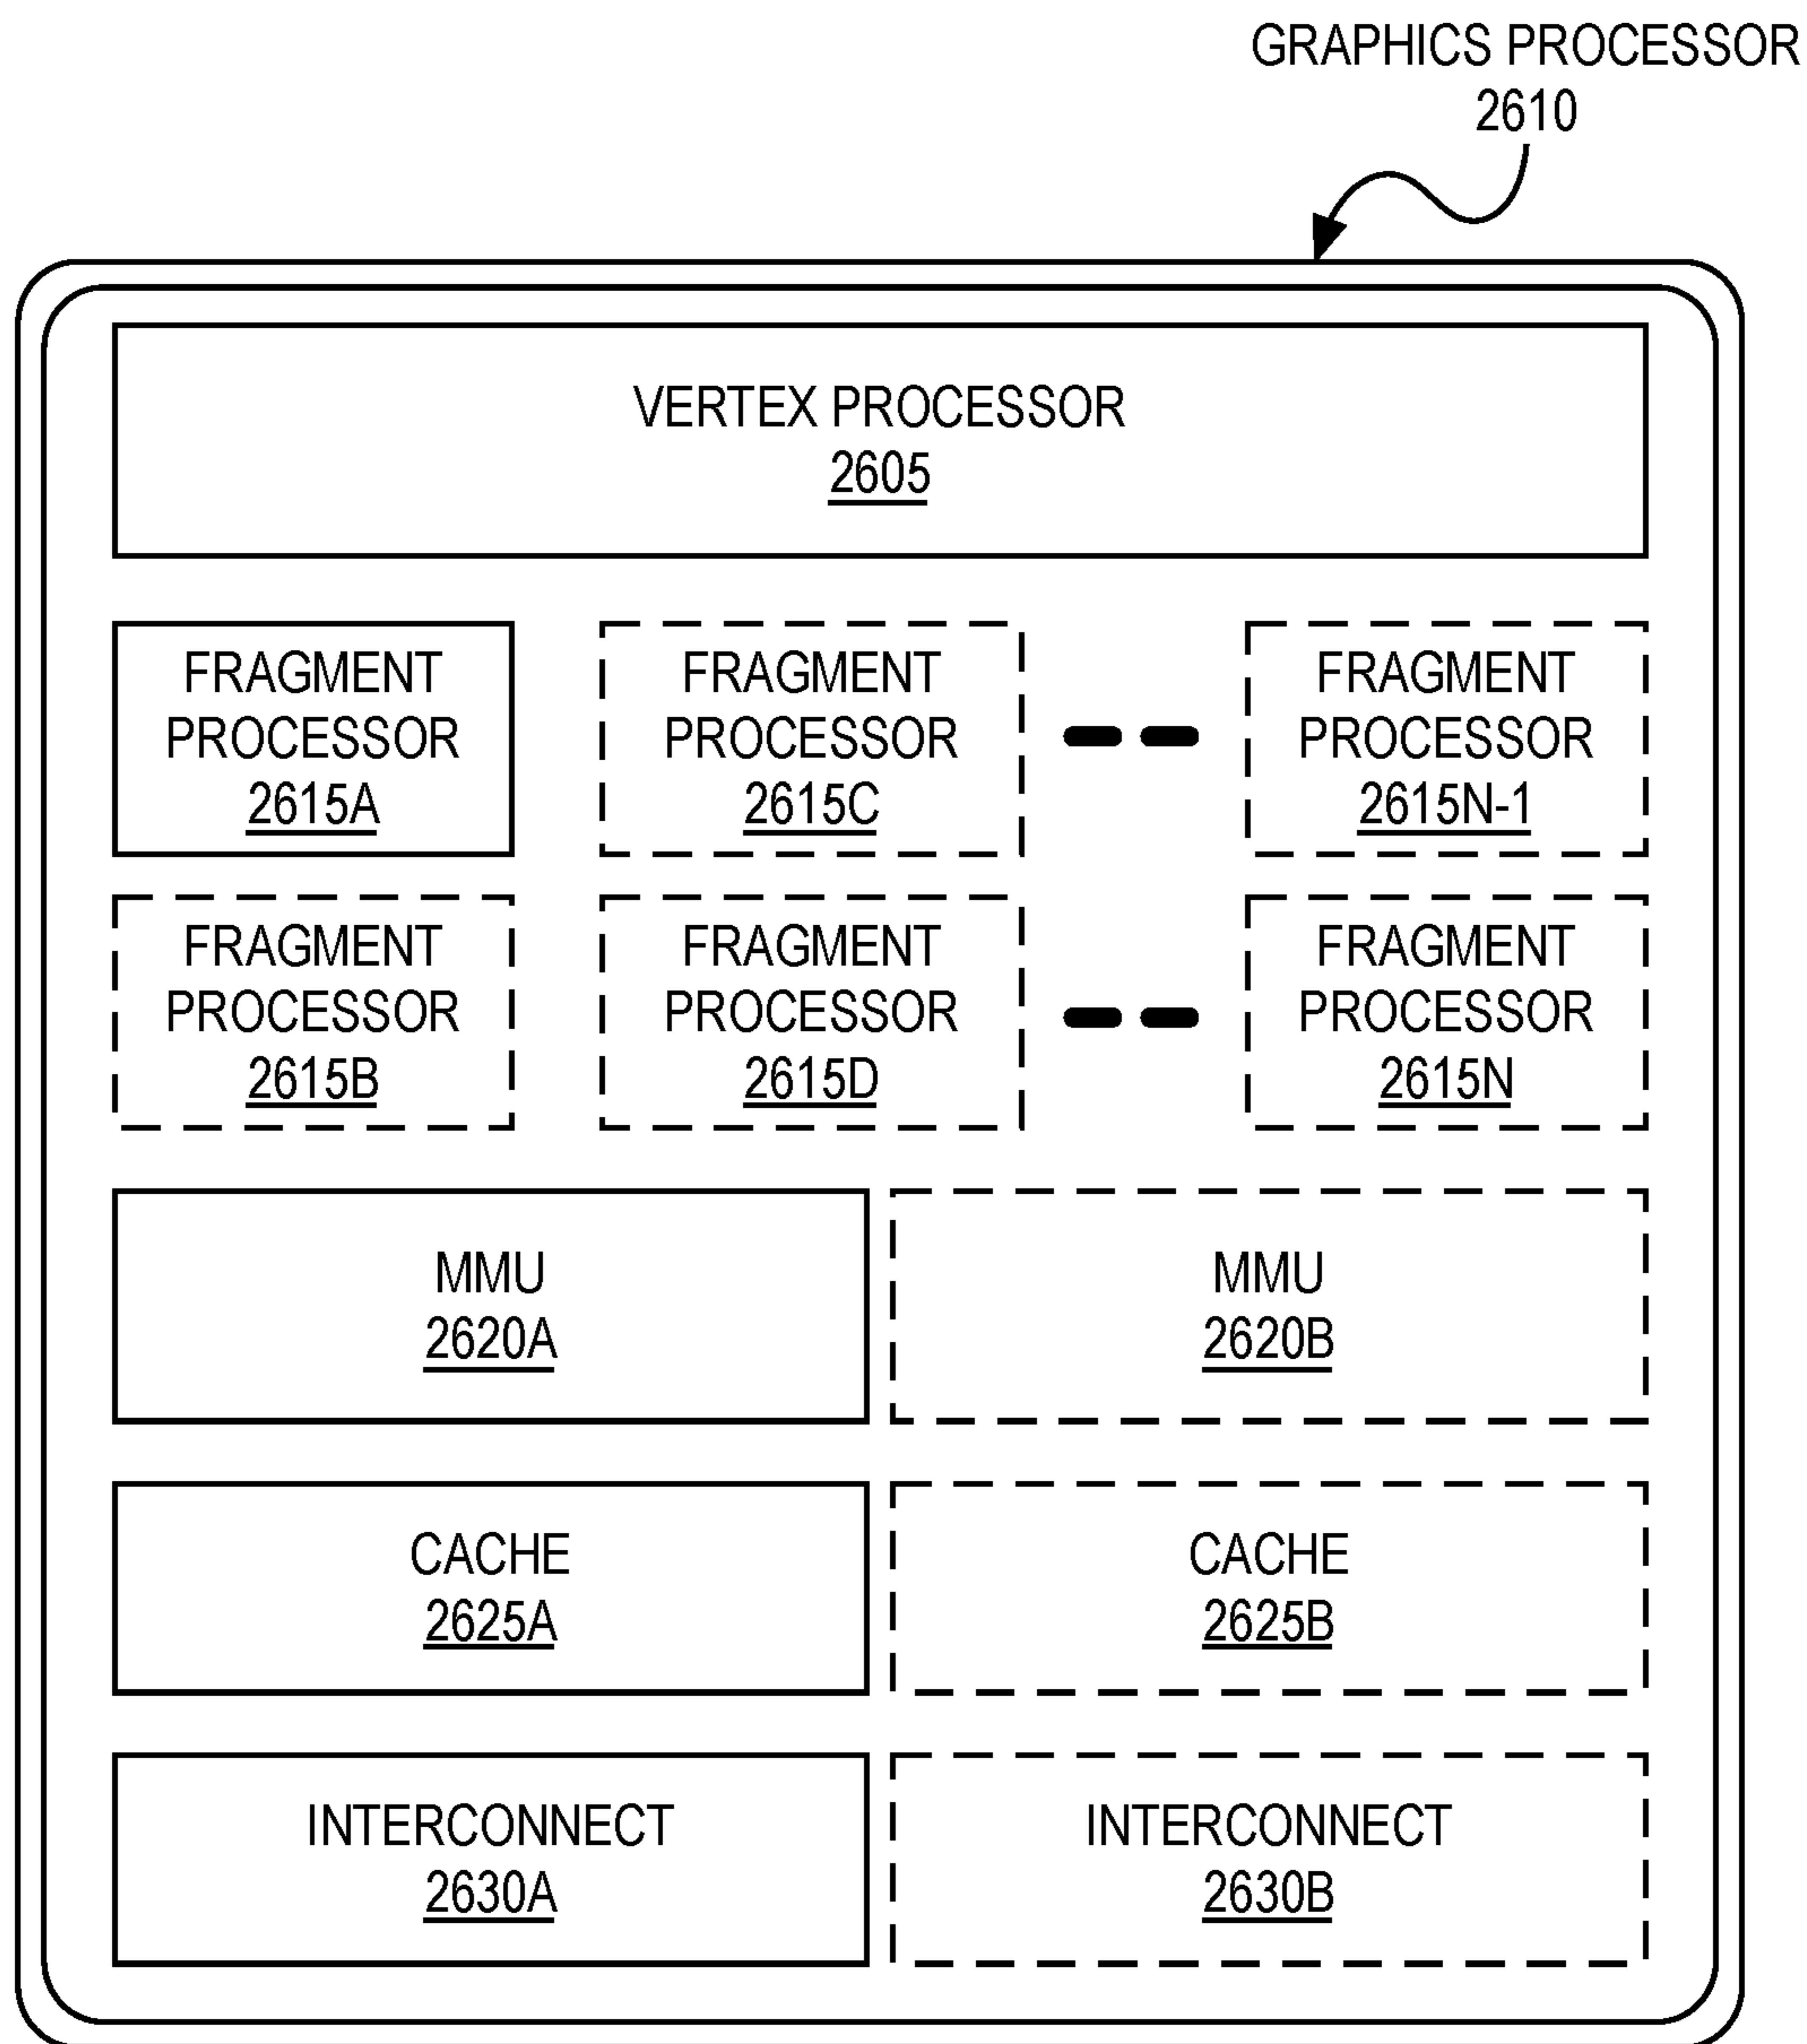 GRAPHICS PROCESSOR
2610
VERTEX PROCESSOR
2605
FRAGMENT
PROCESSOR
2615A
FRAGMENT
PROCESSOR
2615C
FRAGMENT
PROCESSOR
2615N-1
FRAGMENT
PROCESSOR
2615B
FRAGMENT
PROCESSOR
2615D
FRAGMENT
PROCESSOR
2615N
MMU
2620A
MMU
2620B
CACHE
2625A
CACHE
2625B
INTERCONNECT
2630A
INTERCONNECT
2630B